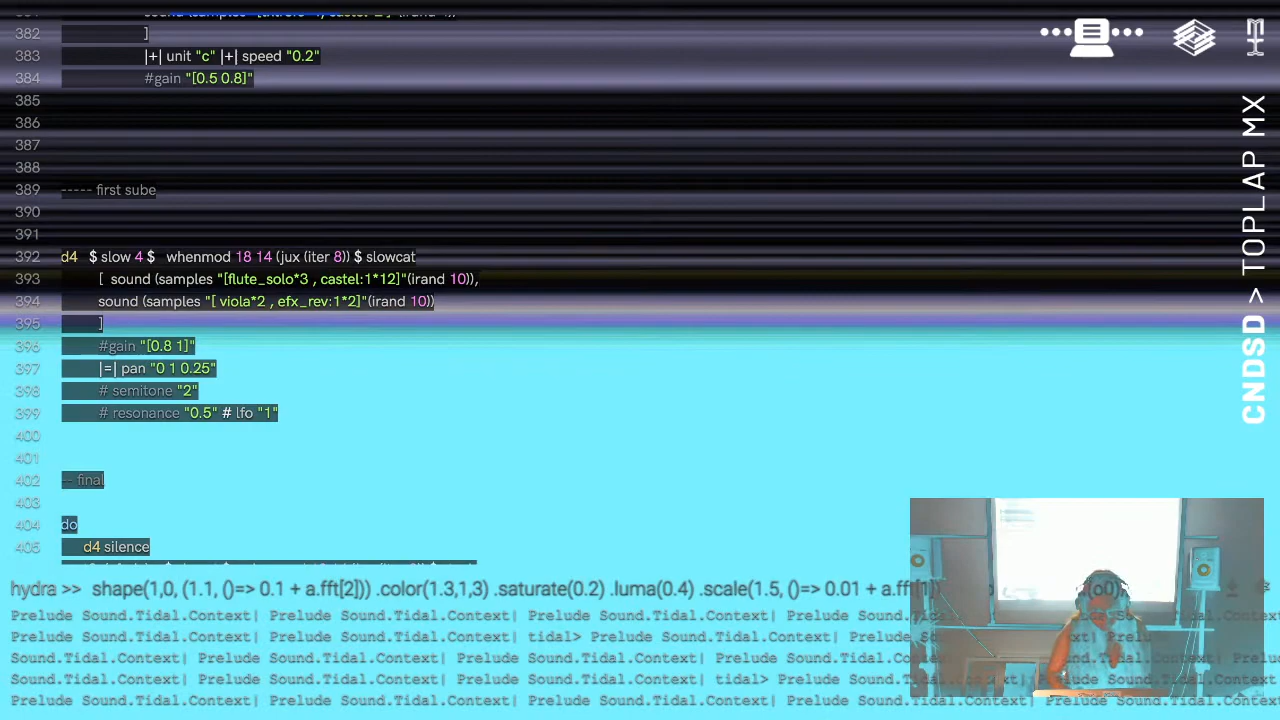 382 ]
383 |+| unit "c" |+| speed "0.2"
384 #gain "[0.5 0.8]"
385
386
387
388
389 ----- first sube
390
391
392 d4 $ slow 4 $ whenmod 18 14 (jux (iter 8)) $ slowcat
393 [ sound (samples "[flute_solo*3 , castel:1*12]"(irand 10)),
394 sound (samples "[ viola*2 , efx_rev:1*2]"(irand 10))
395 ]
396 #gain "[0.8 1]"
397 |=| pan "0 1 0.25"
398 # semitone "2"
399 # resonance "0.5" # lfo "1"
400
401
402 -- final
403
404 do
405 d4 silence
hydra >> shape(1,0, (1.1, ()=> 0.1 + a.fft[2])) .color(1.3,1,3) .saturate(0.2) .luma(0.4) .scale(1.5, ()=> 0.01 + a.fft[1]) (o0)
Prelude Sound.Tidal.Context| Prelude Sound.Tidal.Context| Prelude Sound.Tidal.Context| Prelude Sound.Tidal.Context|
Prelude Sound.Tidal.Context| Prelude Sound.Tidal.Context| tidal> Prelude Sound.Tidal.Context| Prelude
Sound.Tidal.Context| Prelude Sound.Tidal.Context| Prelude Sound.Tidal.Context| Prelude Sound.Tidal.Context|
Sound.Tidal.Context| Prelude Sound.Tidal.Context| Prelude Sound.Tidal.Context| tidal> Prelude
Prelude Sound.Tidal.Context| Prelude Sound.Tidal.Context| Prelude Sound.Tidal.Context| Prelude Sound.Tidal.Context|
CNDSD > TOPLAP MX